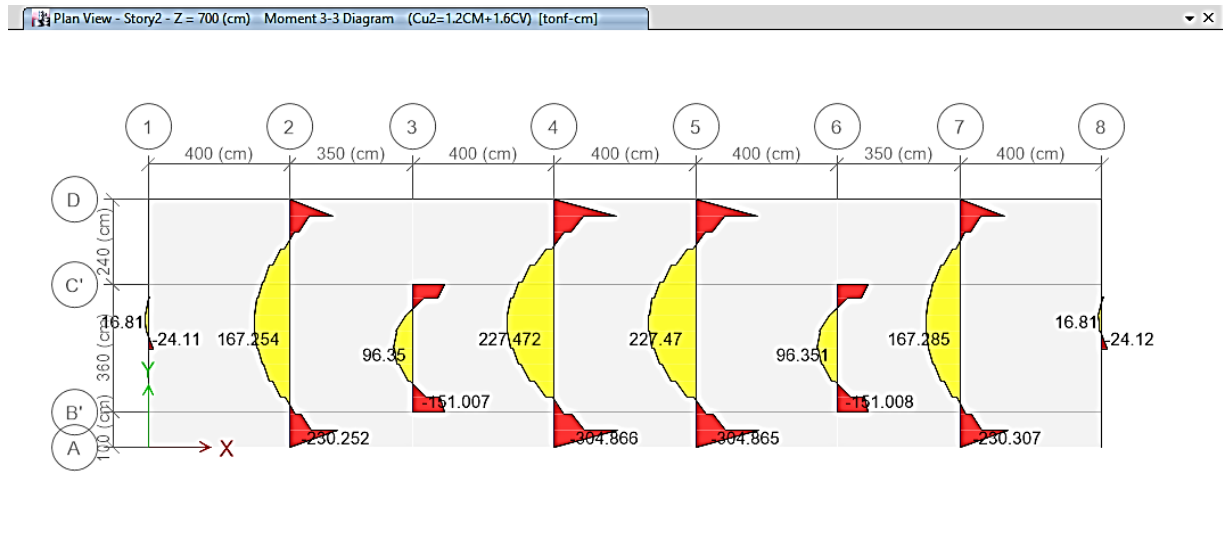 Plan View - Story2 - Z = 700 (cm) Moment 3-3 Diagram (Cu2=1.2CM+1.6CV) [tonf-cm]
1 2 3 4 5 6 7 8
400 (cm) 350 (cm) 400 (cm) 400 (cm) 400 (cm) 350 (cm) 400 (cm)
D
240 (cm)
C'
16.81 -24.11 167.254 96.35 227.472 227.47 96.351 167.285 16.81 -24.12
360 (cm)
B'
-151.007 -151.008
A
100 (cm)
-230.252 -304.866 -304.865 -230.307
X
Y